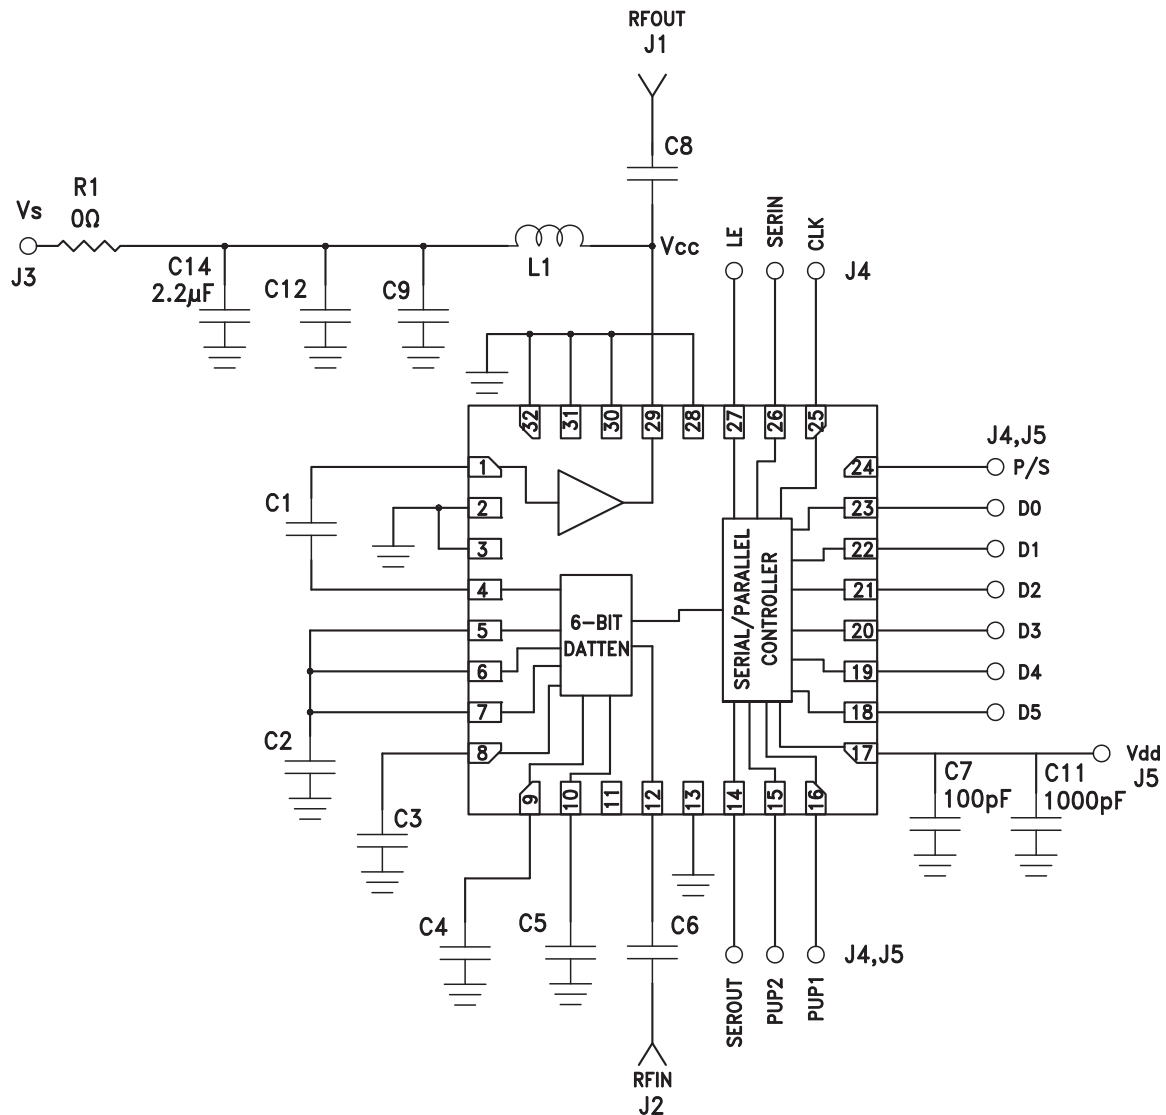 RFOUT
J1
C8
R1
0Ω
Vs
J3
C14
2.2μF
C12
C9
L1
Vcc
LE
SERIN
CLK
J4
32
31
30
29
28
27
26
25
J4,J5
1
24
P/S
C1
2
23
D0
3
22
D1
4
21
D2
5
20
D3
6
19
D4
7
18
D5
8
17
Vdd
J5
6-BIT
DATTEN
SERIAL/PARALLEL
CONTROLLER
C2
C3
9
10
11
12
13
14
15
16
C7
100pF
C11
1000pF
C4
C5
C6
J4,J5
SEROUT
PUP2
PUP1
RFIN
J2